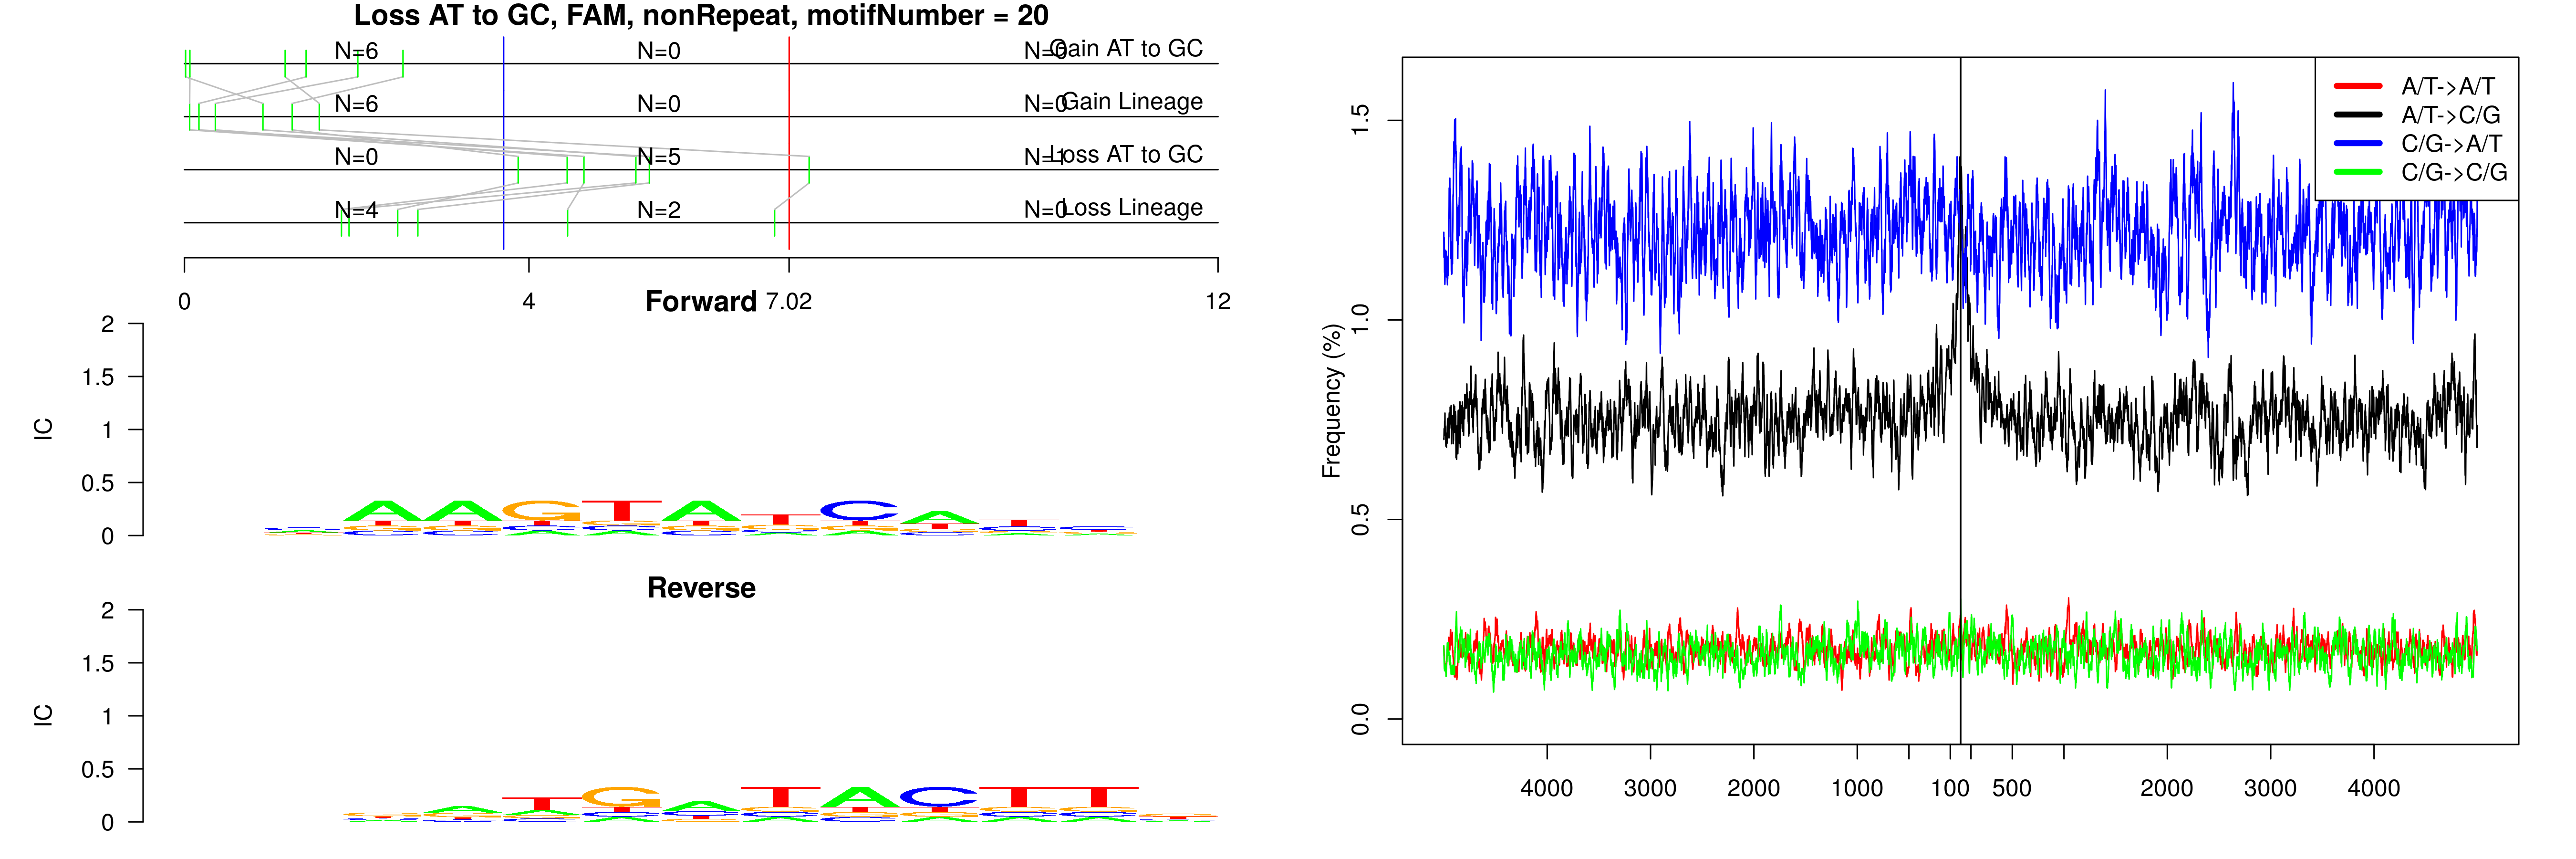 Loss AT to GC, FAM, nonRepeat, motifNumber = 20
N=6 N=0 N=0 Gain AT to GC
N=6 N=0 N=0 Gain Lineage
N=0 N=5 N=1 Loss AT to GC
N=4 N=2 N=0 Loss Lineage
0 4 7.02 12
Forward
2
1.5
1
0.5
0
IC
AAGTATCAT
Reverse
2
1.5
1
0.5
0
IC
ATGATACTT
A/T->A/T
A/T->C/G
C/G->A/T
C/G->C/G
1.5
1.0
0.5
0.0
Frequency (%)
4000 3000 2000 1000 100 500 2000 3000 4000